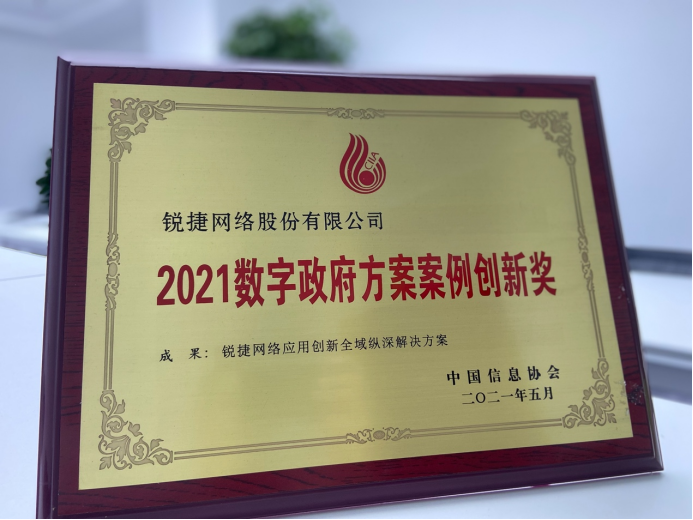 CIIA
锐捷网络股份有限公司
2021数字政府方案案例创新奖
成 果：锐捷网络应用创新全域纵深解决方案
中国信息协会
二〇二一年五月